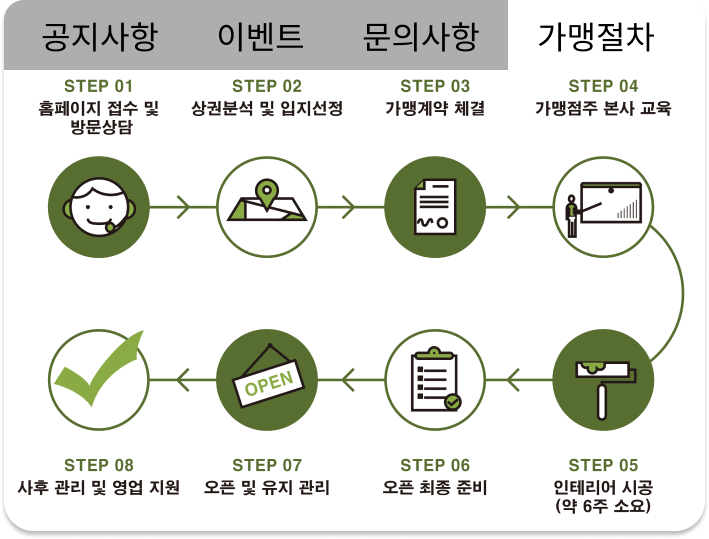 공지사항 이벤트 문의사항 가맹절차
STEP 01
홈페이지 접수 및
방문상담
STEP 02
상권분석 및 입지선정
STEP 03
가맹계약 체결
STEP 04
가맹점주 본사 교육
STEP 05
인테리어 시공
(약 6주 소요)
STEP 06
오픈 최종 준비
OPEN
STEP 07
오픈 및 유지 관리
STEP 08
사후 관리 및 영업 지원